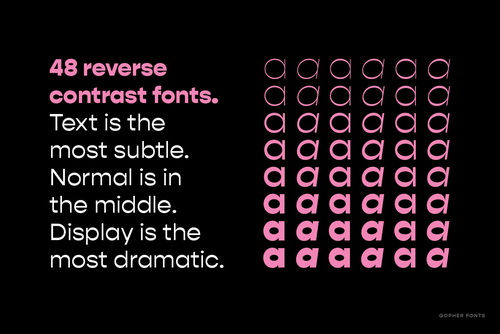 48 reverse
contrast fonts.
Text is the
most subtle.
Normal is in
the middle.
Display is the
most dramatic.
a a a a a a
a a a a a a
a a a a a a
a a a a a a
a a a a a a
a a a a a a
a a a a a a
a a a a a a
GOPHER FONTS